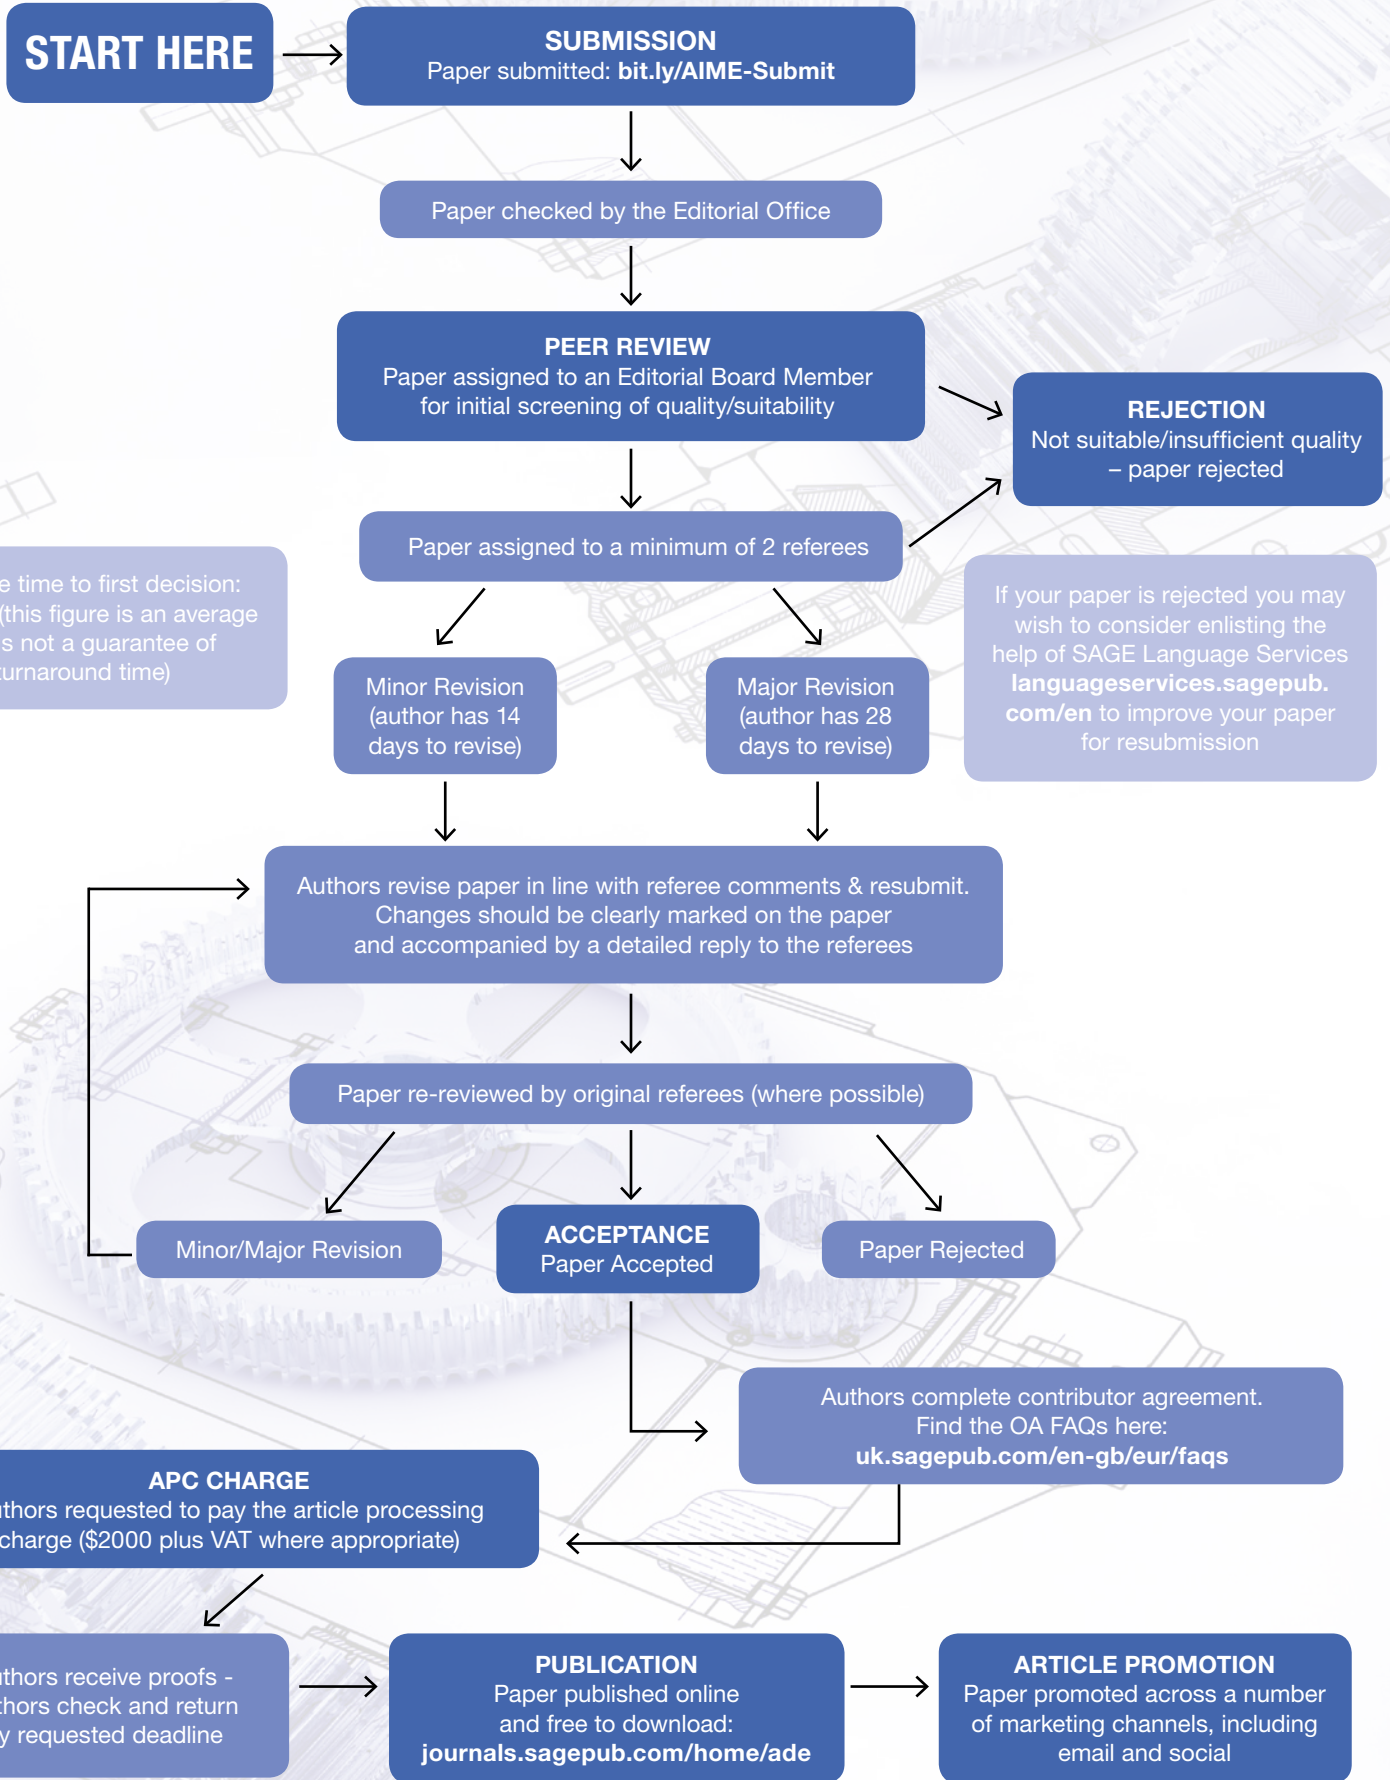 START HERE
SUBMISSION
Paper submitted: bit.ly/AIME-Submit
Paper checked by the Editorial Office
PEER REVIEW
Paper assigned to an Editorial Board Member
for initial screening of quality/suitability
REJECTION
Not suitable/insufficient quality
– paper rejected
Paper assigned to a minimum of 2 referees
time to first decision:
(this figure is an average
not a guarantee of
turnaround time)
If your paper is rejected you may
wish to consider enlisting the
help of SAGE Language Services
languageservices.sagepub.
com/en to improve your paper
for resubmission
Minor Revision
(author has 14
days to revise)
Major Revision
(author has 28
days to revise)
Authors revise paper in line with referee comments & resubmit.
Changes should be clearly marked on the paper
and accompanied by a detailed reply to the referees
Paper re-reviewed by original referees (where possible)
Minor/Major Revision
ACCEPTANCE
Paper Accepted
Paper Rejected
Authors complete contributor agreement.
Find the OA FAQs here:
uk.sagepub.com/en-gb/eur/faqs
APC CHARGE
uthors requested to pay the article processing
charge ($2000 plus VAT where appropriate)
uthors receive proofs -
thors check and return
y requested deadline
PUBLICATION
Paper published online
and free to download:
journals.sagepub.com/home/ade
ARTICLE PROMOTION
Paper promoted across a number
of marketing channels, including
email and social